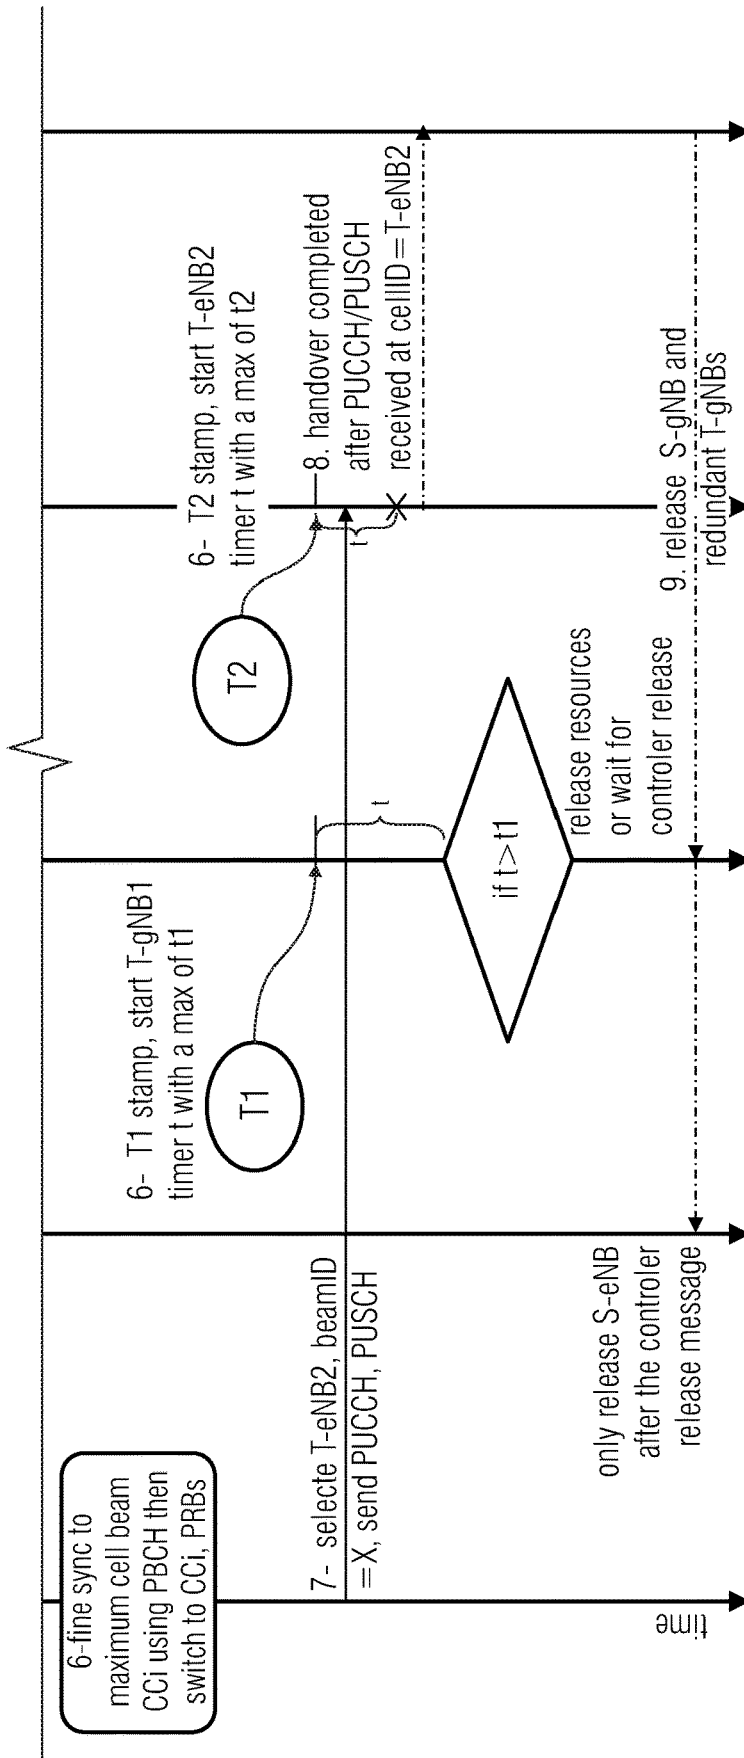 6-fine sync to
maximum cell beam
CCi using PBCH then
switch to CCi, PRBs
time
7- selecte T-eNB2, beamID
=X, send PUCCH, PUSCH
only release S-eNB
after the controler
release message
6- T1 stamp, start T-gNB1
timer t with a max of t1
T1
t
if t>t1
release resources
or wait for
controler release
6- T2 stamp, start T-eNB2
timer t with a max of t2
T2
t
8. handover completed
after PUCCH/PUSCH
received at cellID=T-eNB2
9. release S-gNB and
redundant T-gNBs